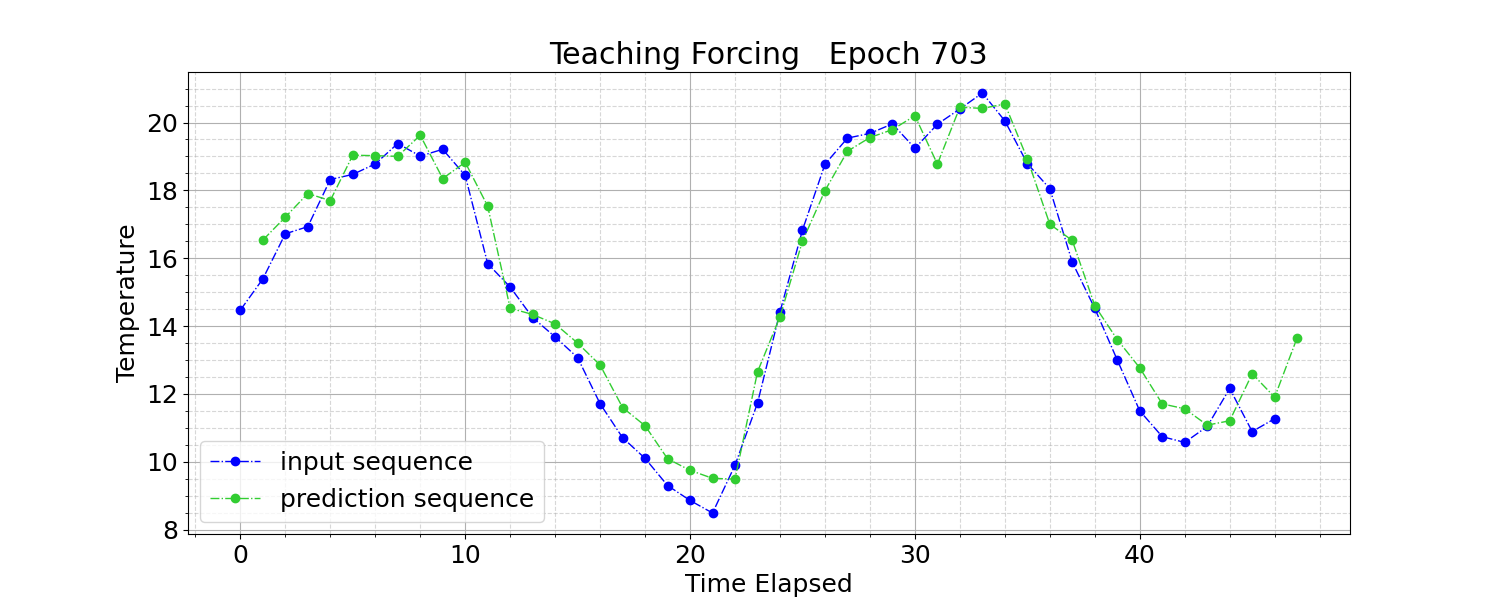 Teaching Forcing   Epoch 703
Temperature
20
18
16
14
12
10
8
input sequence
prediction sequence
0 10 20 30 40
Time Elapsed